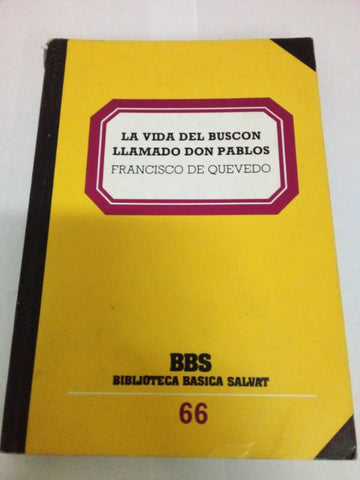 LA VIDA DEL BUSCON
LLAMADO DON PABLOS
FRANCISCO DE QUEVEDO
BBS
BIBLIOTECA BASICA SALVAT
66